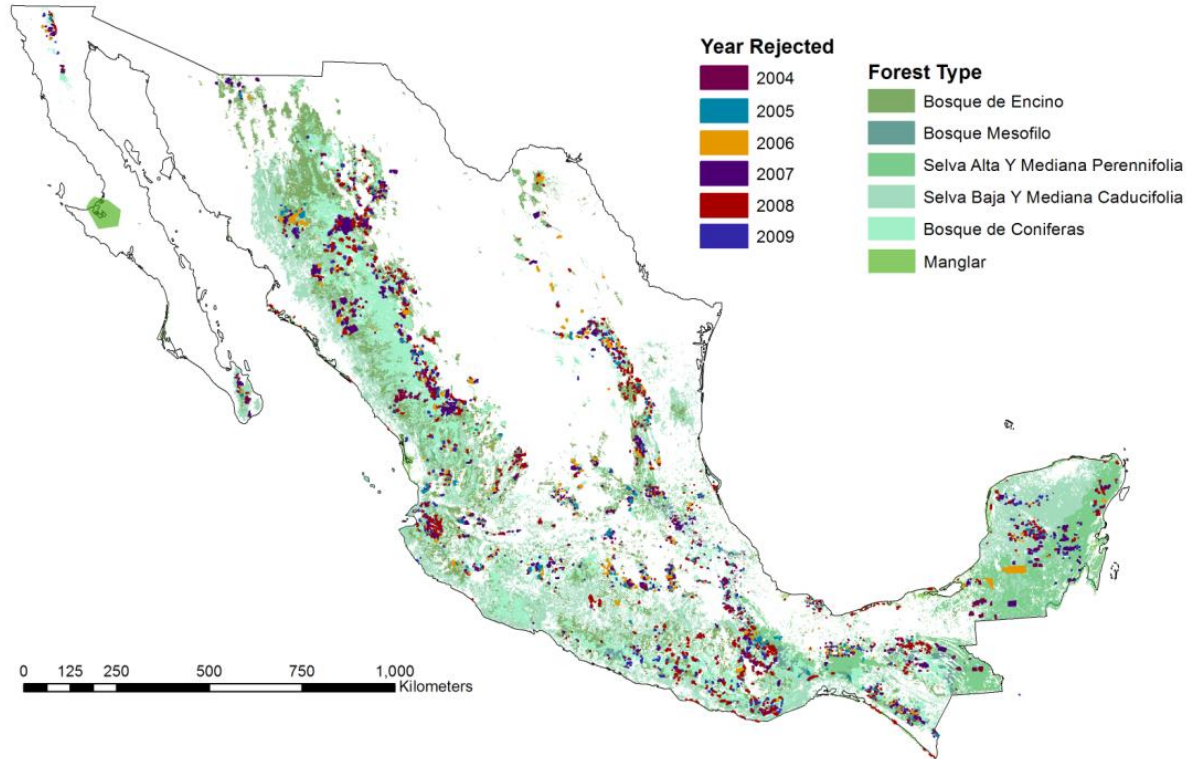 Year Rejected
2004
2005
2006
2007
2008
2009
Forest Type
Bosque de Encino
Bosque Mesofilo
Selva Alta Y Mediana Perennifolia
Selva Baja Y Mediana Caducifolia
Bosque de Coniferas
Manglar
0 125 250 500 750 1,000
Kilometers